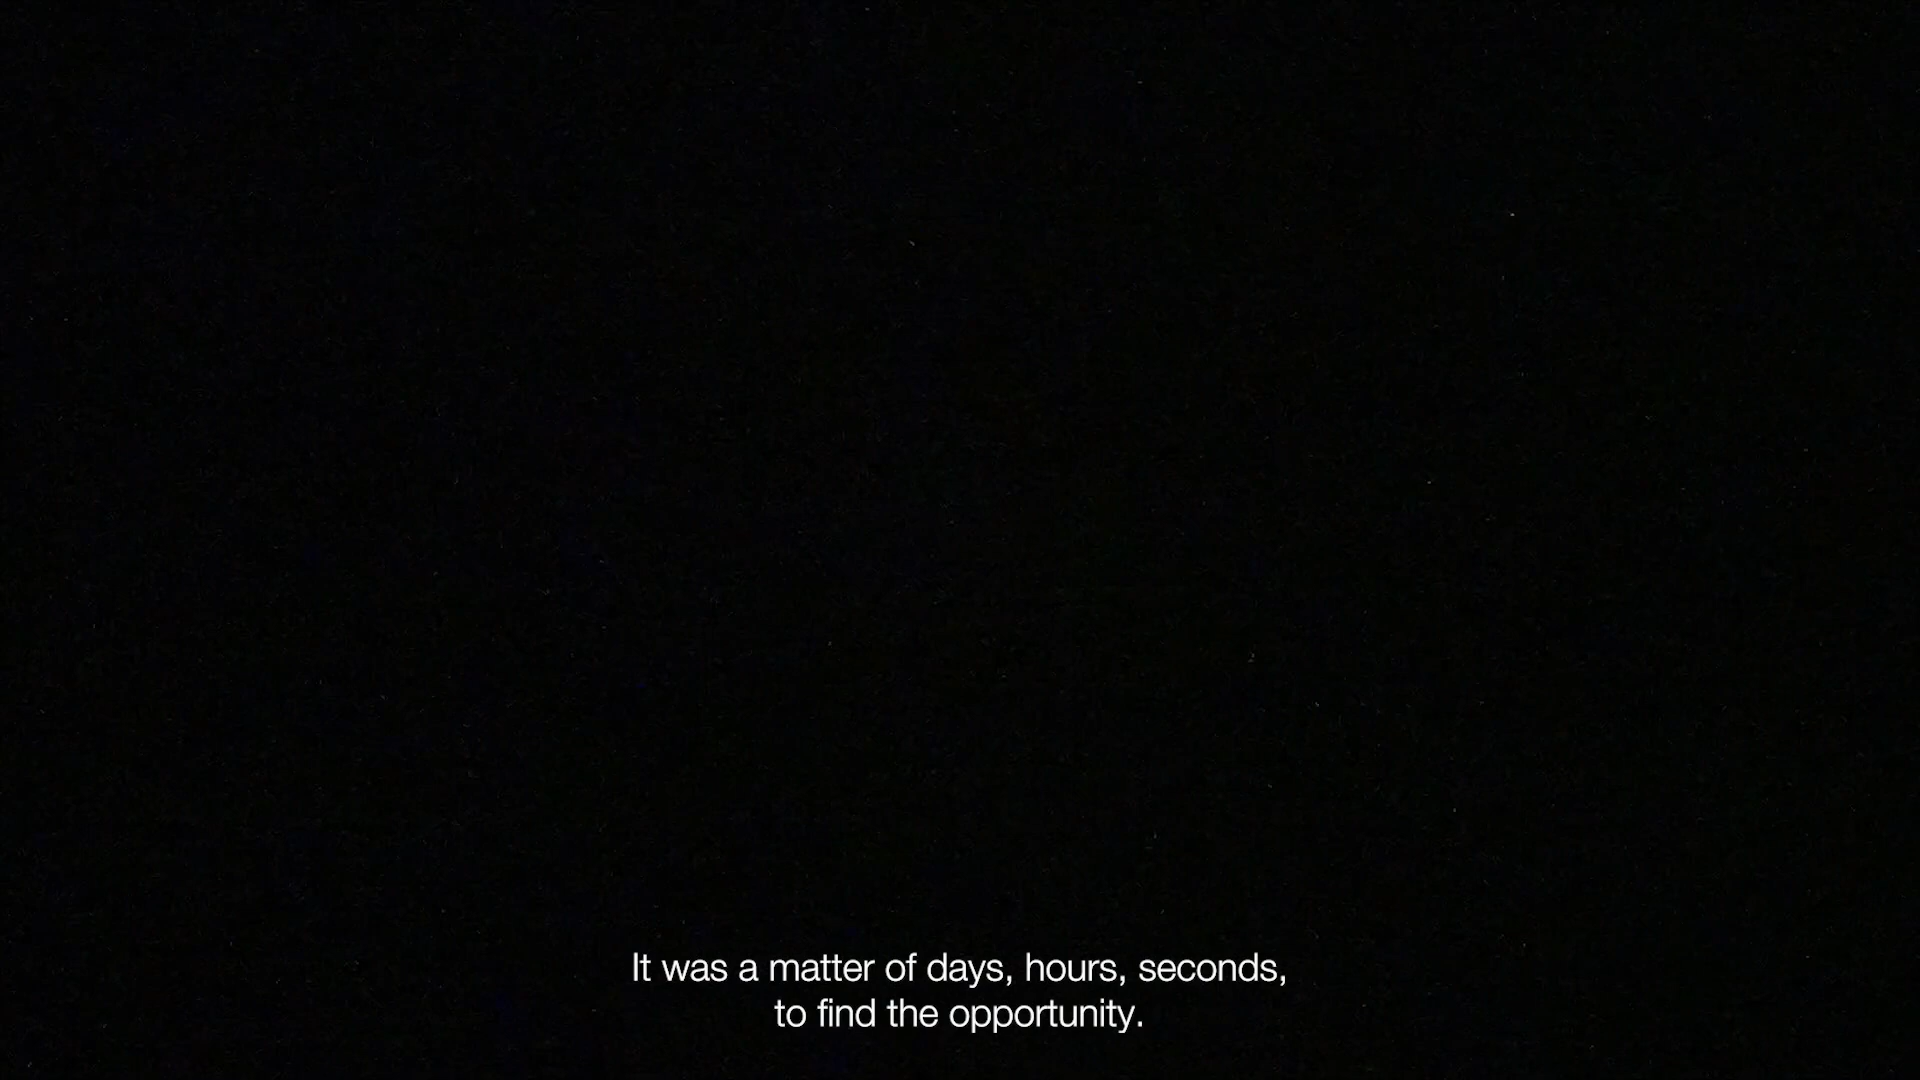 It was a matter of days, hours, seconds,
to find the opportunity.